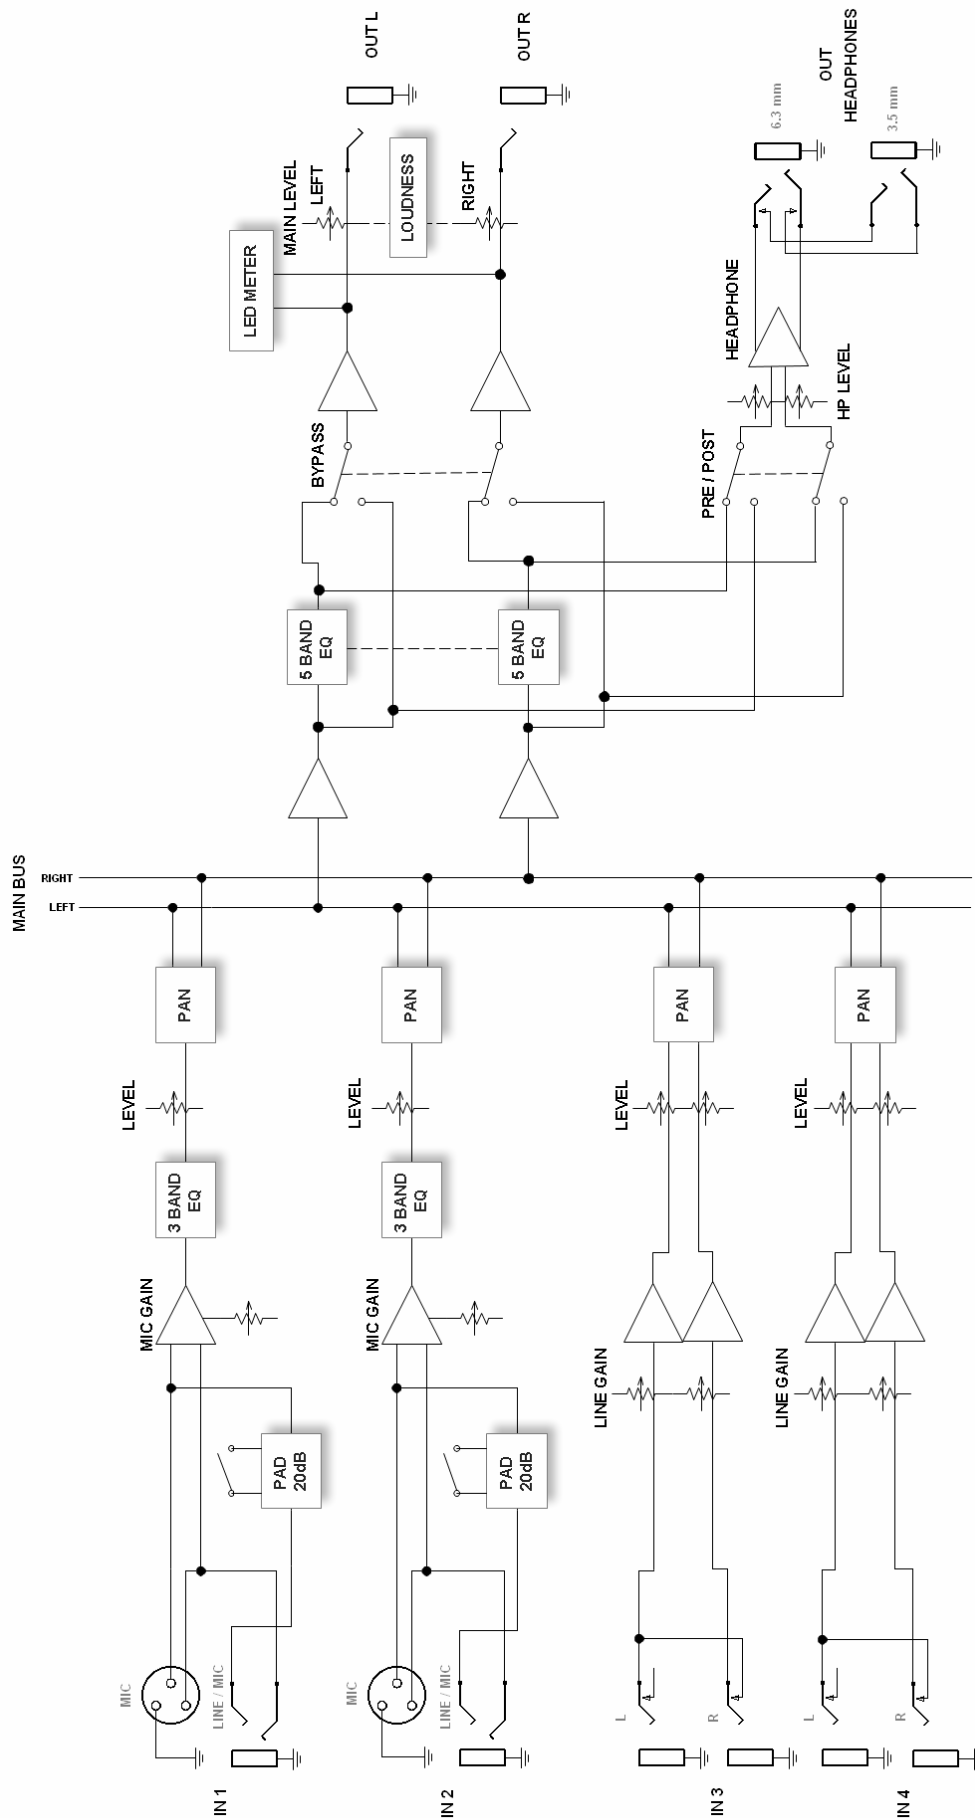 IN 1
MIC
LINE / MIC
PAD
20dB
MIC GAIN
3 BAND
EQ
LEVEL
PAN
IN 2
MIC
LINE / MIC
PAD
20dB
MIC GAIN
3 BAND
EQ
LEVEL
PAN
IN 3
L
R
LINE GAIN
LEVEL
PAN
IN 4
L
R
LINE GAIN
LEVEL
PAN
MAIN BUS
LEFT
RIGHT
5 BAND
EQ
5 BAND
EQ
BYPASS
LED METER
MAIN LEVEL
LEFT
LOUDNESS
RIGHT
OUT L
OUT R
PRE / POST
HP LEVEL
HEADPHONE
6.3 mm
3.5 mm
OUT
HEADPHONES